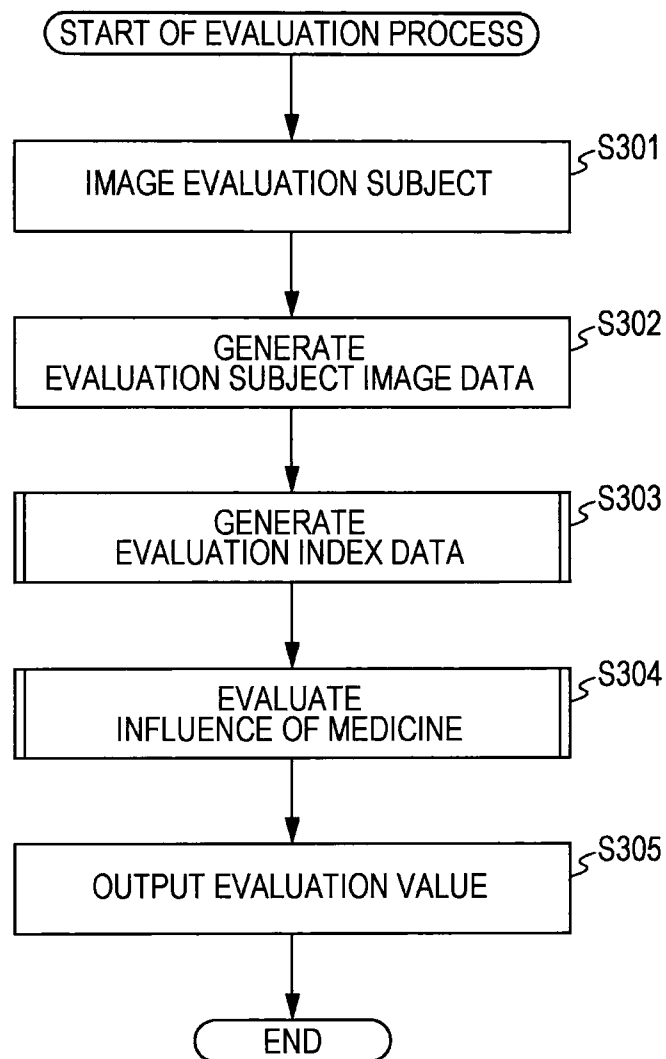 START OF EVALUATION PROCESS
S301
IMAGE EVALUATION SUBJECT
S302
GENERATE
EVALUATION SUBJECT IMAGE DATA
S303
GENERATE
EVALUATION INDEX DATA
S304
EVALUATE
INFLUENCE OF MEDICINE
S305
OUTPUT EVALUATION VALUE
END